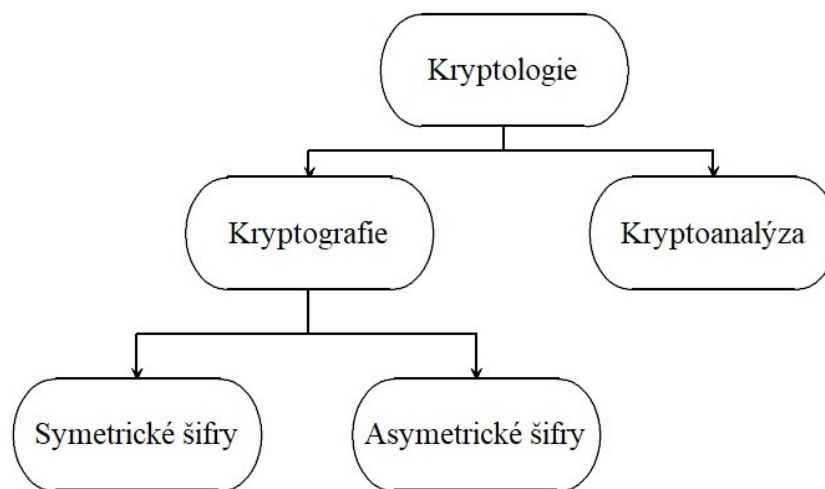 Kryptologie
Kryptografie
Kryptoanalýza
Symetrické šifry
Asymetrické šifry